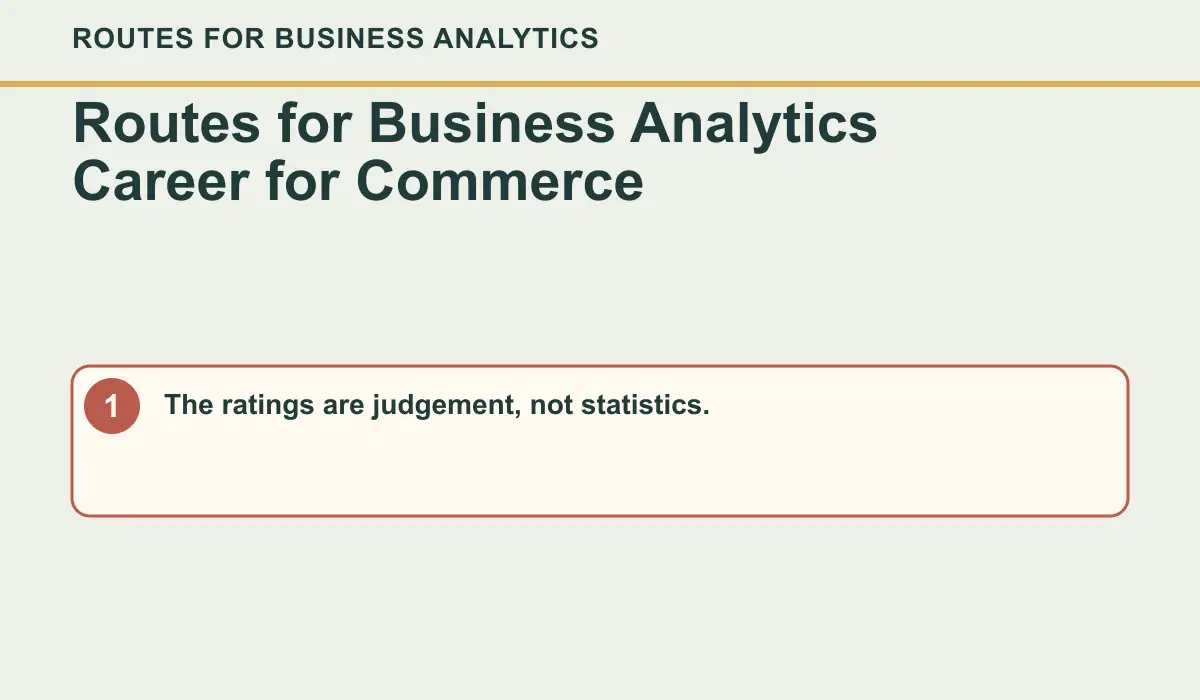 ROUTES FOR BUSINESS ANALYTICS
Routes for Business Analytics
Career for Commerce
1
The ratings are judgement, not statistics.